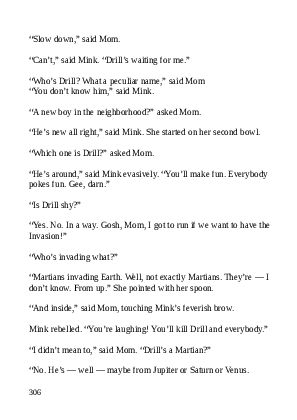 “Slow down,” said Mom.
“Can’t,” said Mink. “Drill’s waiting for me.”
“Who’s Drill? What a peculiar name,” said Mom
“You don’t know him,” said Mink.
“A new boy in the neighborhood?” asked Mom.
“He’s new all right,” said Mink. She started on her second bowl.
“Which one is Drill?” asked Mom.
“He’s around,” said Mink evasively. “You’ll make fun. Everybody
pokes fun. Gee, darn.”
“Is Drill shy?”
“Yes. No. In a way. Gosh, Mom, I got to run if we want to have the
Invasion!”
“Who’s invading what?”
“Martians invading Earth. Well, not exactly Martians. They’re — I
don’t know. From up.” She pointed with her spoon.
“And inside,” said Mom, touching Mink’s feverish brow.
Mink rebelled. “You’re laughing! You’ll kill Drill and everybody.”
“I didn’t mean to,” said Mom. “Drill’s a Martian?”
“No. He’s — well — maybe from Jupiter or Saturn or Venus.
306